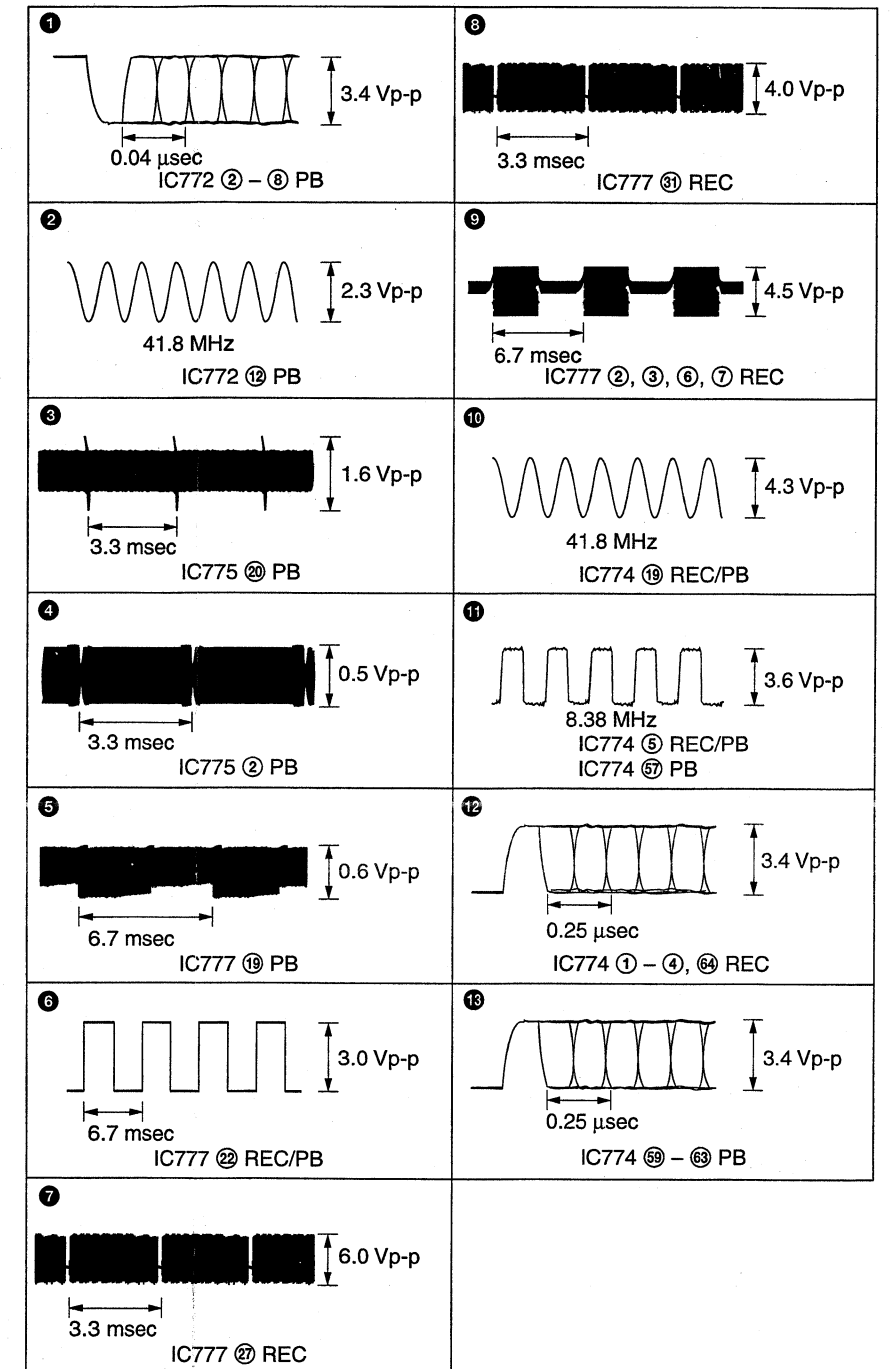 ❶
3.4 Vp-p
0.04 μsec
IC772 ② – ⑧ PB
❷
2.3 Vp-p
41.8 MHz
IC772 ⑫ PB
❸
1.6 Vp-p
3.3 msec
IC775 ⑳ PB
❹
0.5 Vp-p
3.3 msec
IC775 ② PB
❺
0.6 Vp-p
6.7 msec
IC777 ⑲ PB
❻
3.0 Vp-p
6.7 msec
IC777 ㉒ REC/PB
❼
6.0 Vp-p
3.3 msec
IC777 ㉗ REC
❽
4.0 Vp-p
3.3 msec
IC777 ㉛ REC
❾
4.5 Vp-p
6.7 msec
IC777 ②, ③, ⑥, ⑦ REC
❿
4.3 Vp-p
41.8 MHz
IC774 ⑲ REC/PB
⓫
3.6 Vp-p
8.38 MHz
IC774 ⑤ REC/PB
IC774 57 PB
⓬
3.4 Vp-p
0.25 μsec
IC774 ① – ④, 64 REC
⓭
3.4 Vp-p
0.25 μsec
IC774 59 – 63 PB